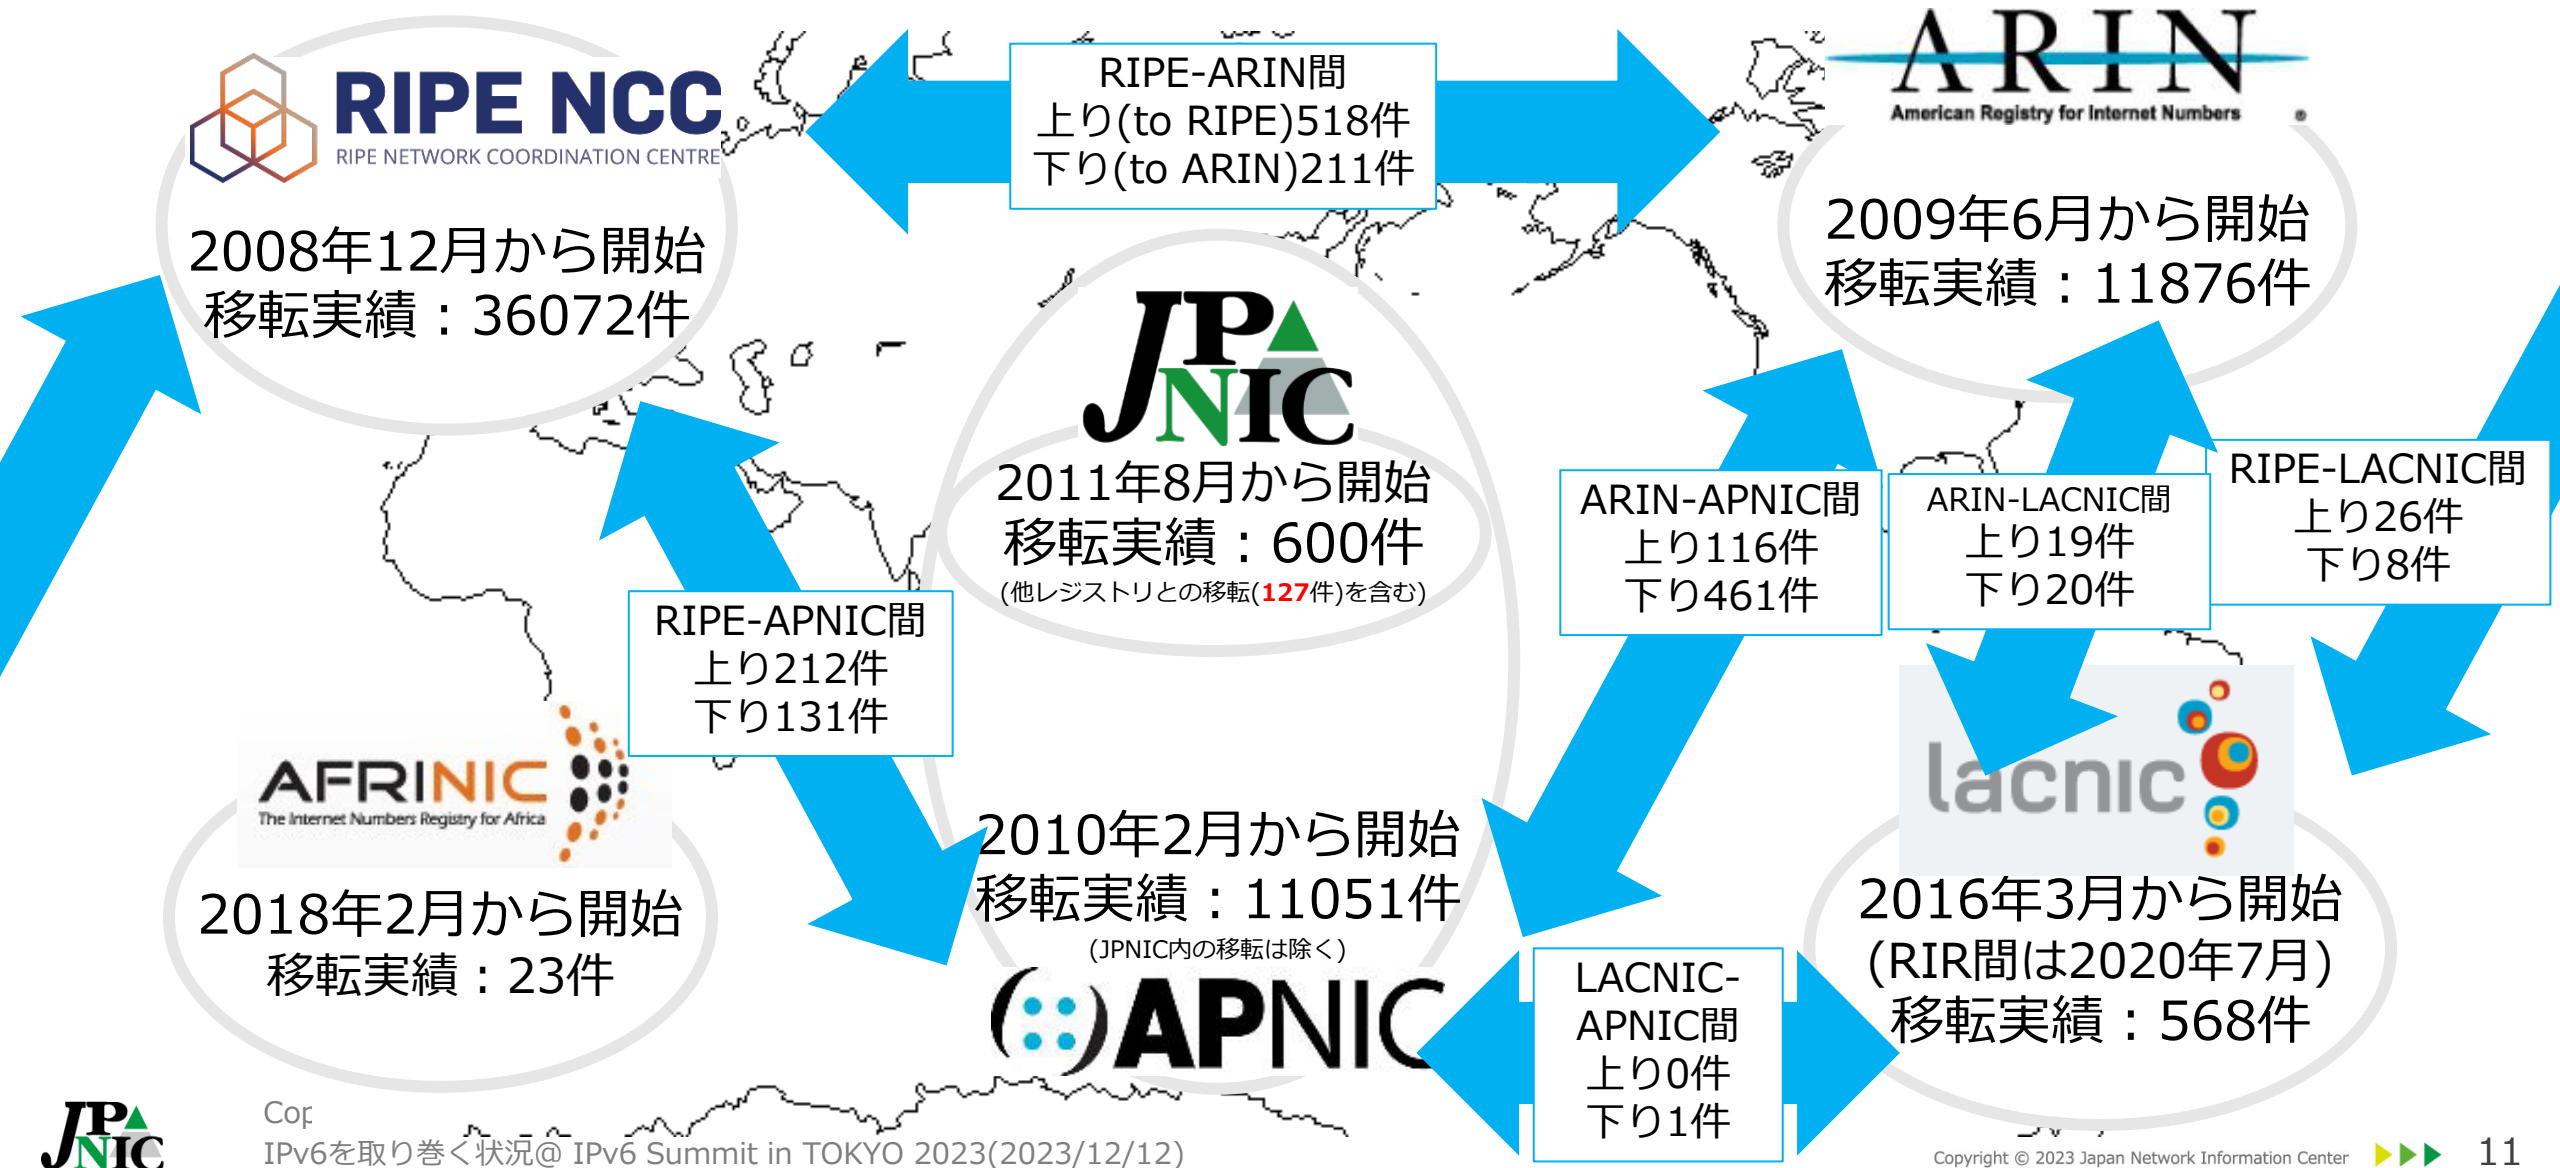 RIPE NCC
RIPE NETWORK COORDINATION CENTRE
2008年12月から開始
移転実績：36072件
RIPE-ARIN間
上り(to RIPE)518件
下り(to ARIN)211件
ARIN
American Registry for Internet Numbers
®
2009年6月から開始
移転実績：11876件
JPNIC
2011年8月から開始
移転実績：600件
(他レジストリとの移転(127件)を含む)
RIPE-APNIC間
上り212件
下り131件
ARIN-APNIC間
上り116件
下り461件
ARIN-LACNIC間
上り19件
下り20件
RIPE-LACNIC間
上り26件
下り8件
AFRINIC
The Internet Numbers Registry for Africa
2018年2月から開始
移転実績：23件
2010年2月から開始
移転実績：11051件
(JPNIC内の移転は除く)
APNIC
LACNIC-
APNIC間
上り0件
下り1件
lacnic
2016年3月から開始
(RIR間は2020年7月)
移転実績：568件
JPNIC
Cop
IPv6を取り巻く状況@ IPv6 Summit in TOKYO 2023(2023/12/12)
Copyright © 2023 Japan Network Information Center
11